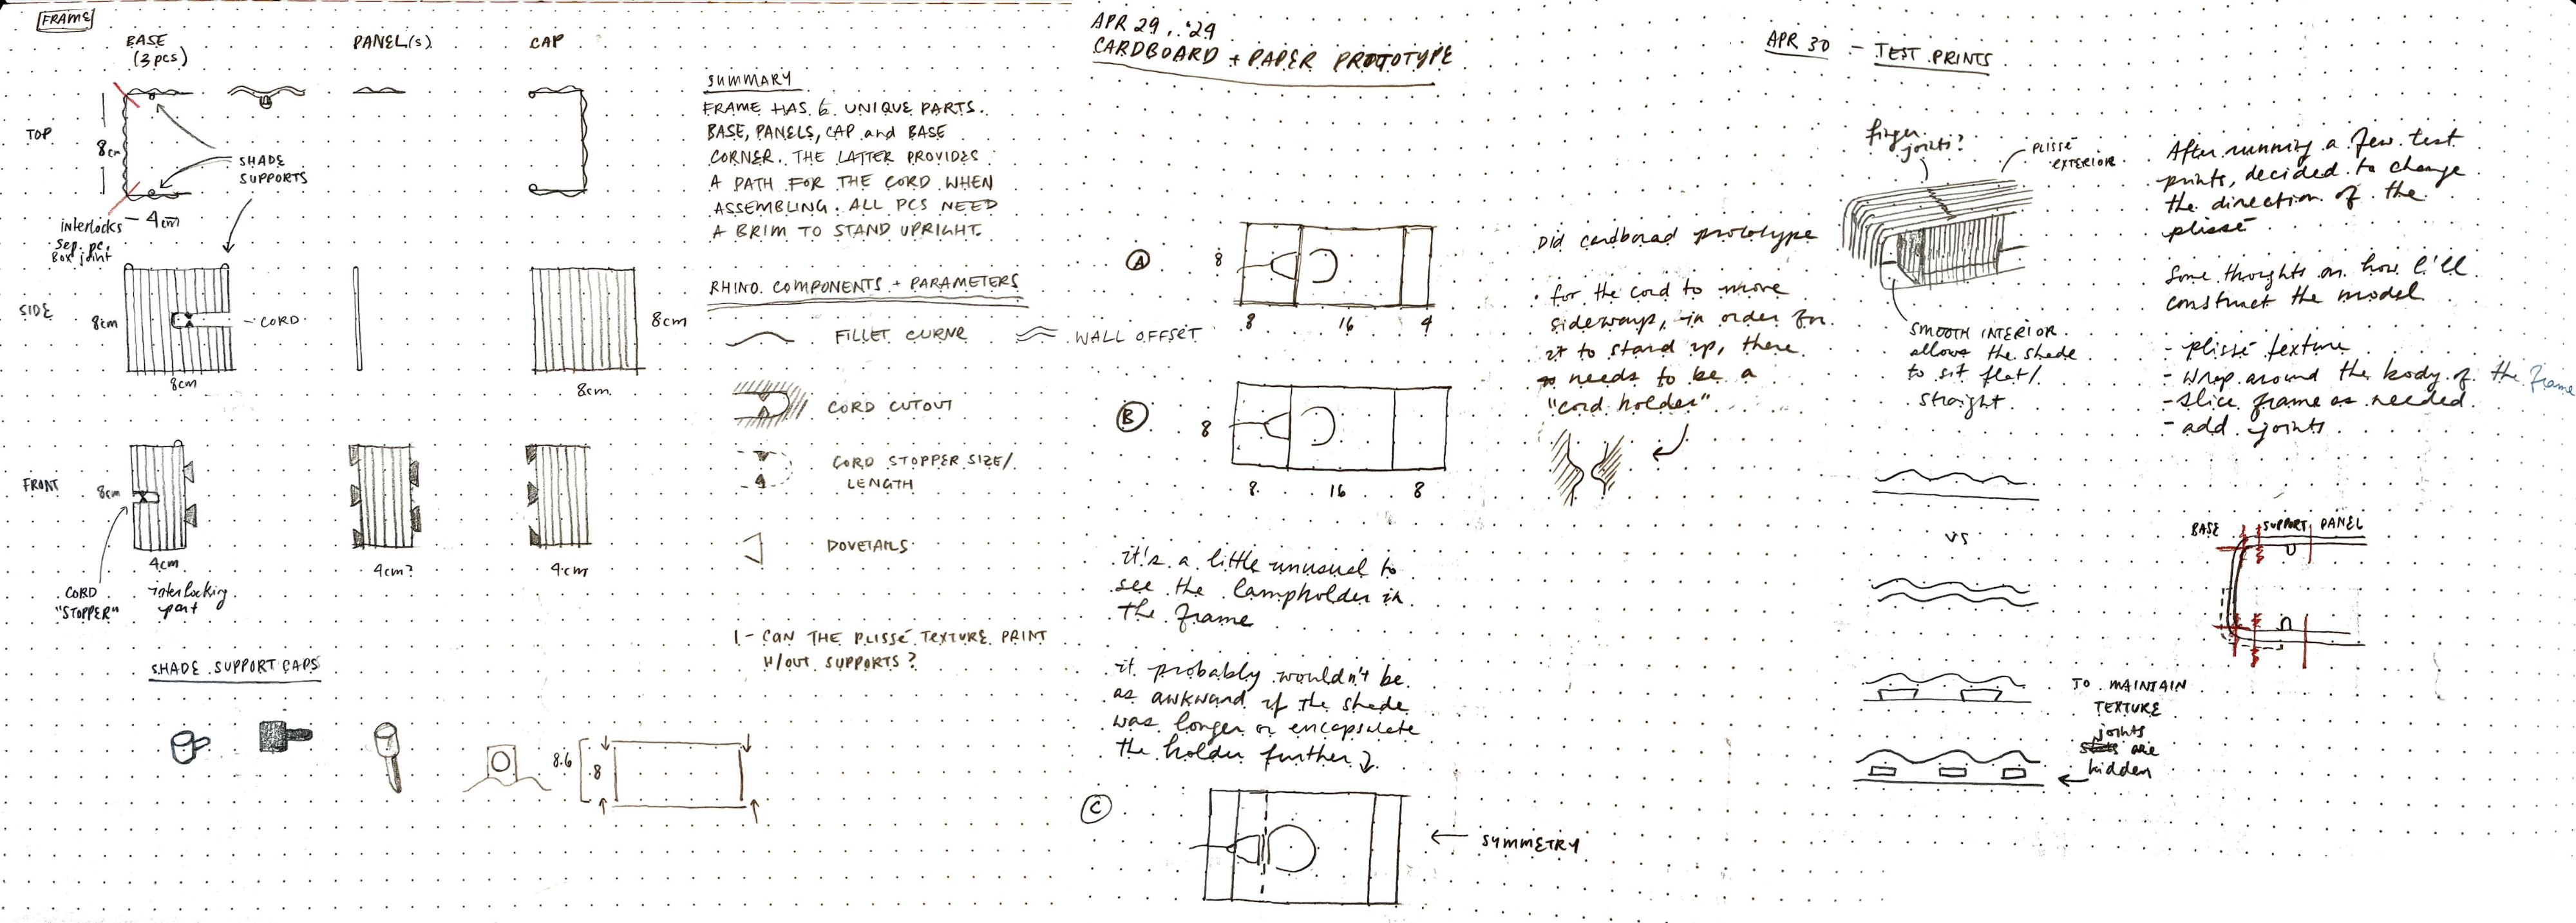 FRAME
BASE
(3 pcs)
PANEL(S)
CAP
TOP
8cm
SHADE
SUPPORTS
4cm
interlocks
sep. pc.
Box joint
SIDE
8cm
CORD
8cm
8cm
8cm
FRONT
8cm
4cm
4cm?
4cm
CORD
"STOPPER"
interlocking
part
SHADE SUPPORT CAPS
8.6
8
SUMMARY
FRAME HAS 6 UNIQUE PARTS.
BASE, PANELS, CAP and BASE
CORNER. THE LATTER PROVIDES
A PATH FOR THE CORD WHEN
ASSEMBLING. ALL PCS NEED
A BRIM TO STAND UPRIGHT.
RHINO COMPONENTS + PARAMETERS
FILLET CURVE
WALL OFFSET
CORD CUTOUT
CORD STOPPER SIZE/
LENGTH
DOVETAILS
1 - CAN THE PLISSÉ TEXTURE PRINT
W/OUT SUPPORTS?
APR 29, '24
CARDBOARD + PAPER PROTOTYPE
A
8
8 16 4
B
8
8 16 8
it's a little unusual to
see the lampholder in
the frame
it probably wouldn't be
as awkward if the shade
was longer or encapsulate
the holder further
C
SYMMETRY
Did cardboard prototype
for the cord to move
sideways, in order for
it to stand up, there
needs to be a
"cord holder"
APR 30 - TEST PRINTS
finger
joints?
PLISSÉ
EXTERIOR
SMOOTH INTERIOR
allows the shade
to sit flat/
straight
VS
TO MAINTAIN
TEXTURE
joints
are
hidden
After running a few test
prints, decided to change
the direction of the
plissé
Some thoughts on how I'll
construct the model
- plissé texture
- Wrap around the body of the frame
- slice frame as needed
- add joints
BASE SUPPORT PANEL